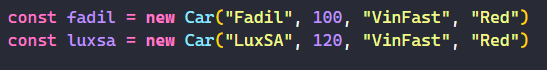 const fadil = new Car("Fadil", 100, "VinFast", "Red")
const luxsa = new Car("LuxSA", 120, "VinFast", "Red")